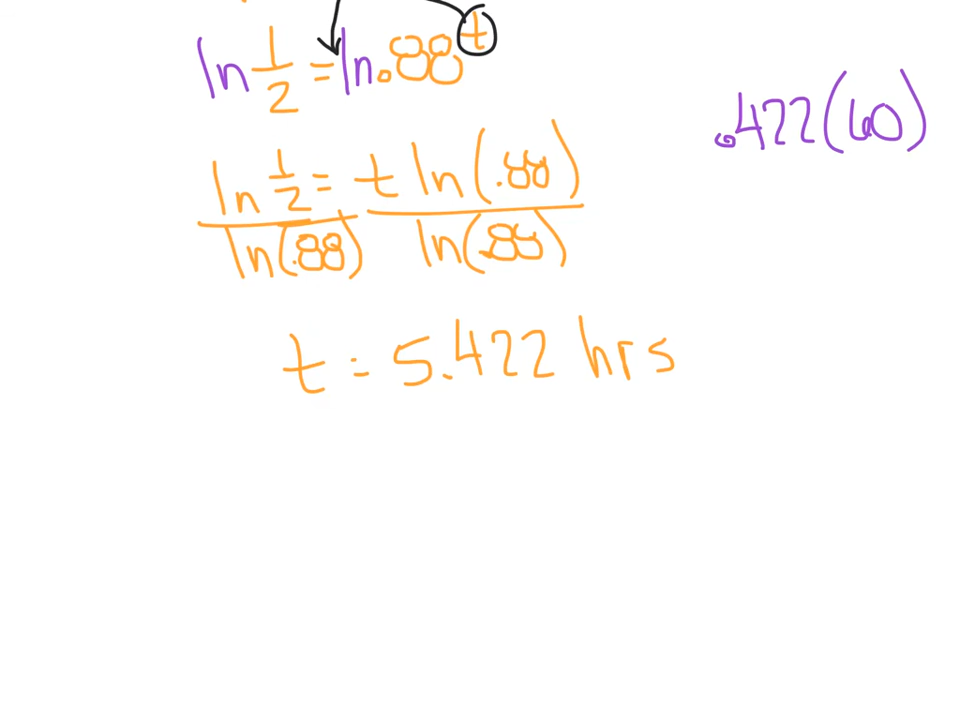 ln 1/2 = ln .88^t
.422(60)
ln 1/2 = t ln(.88)
ln(.88) ln(.88)
t = 5.422 hrs